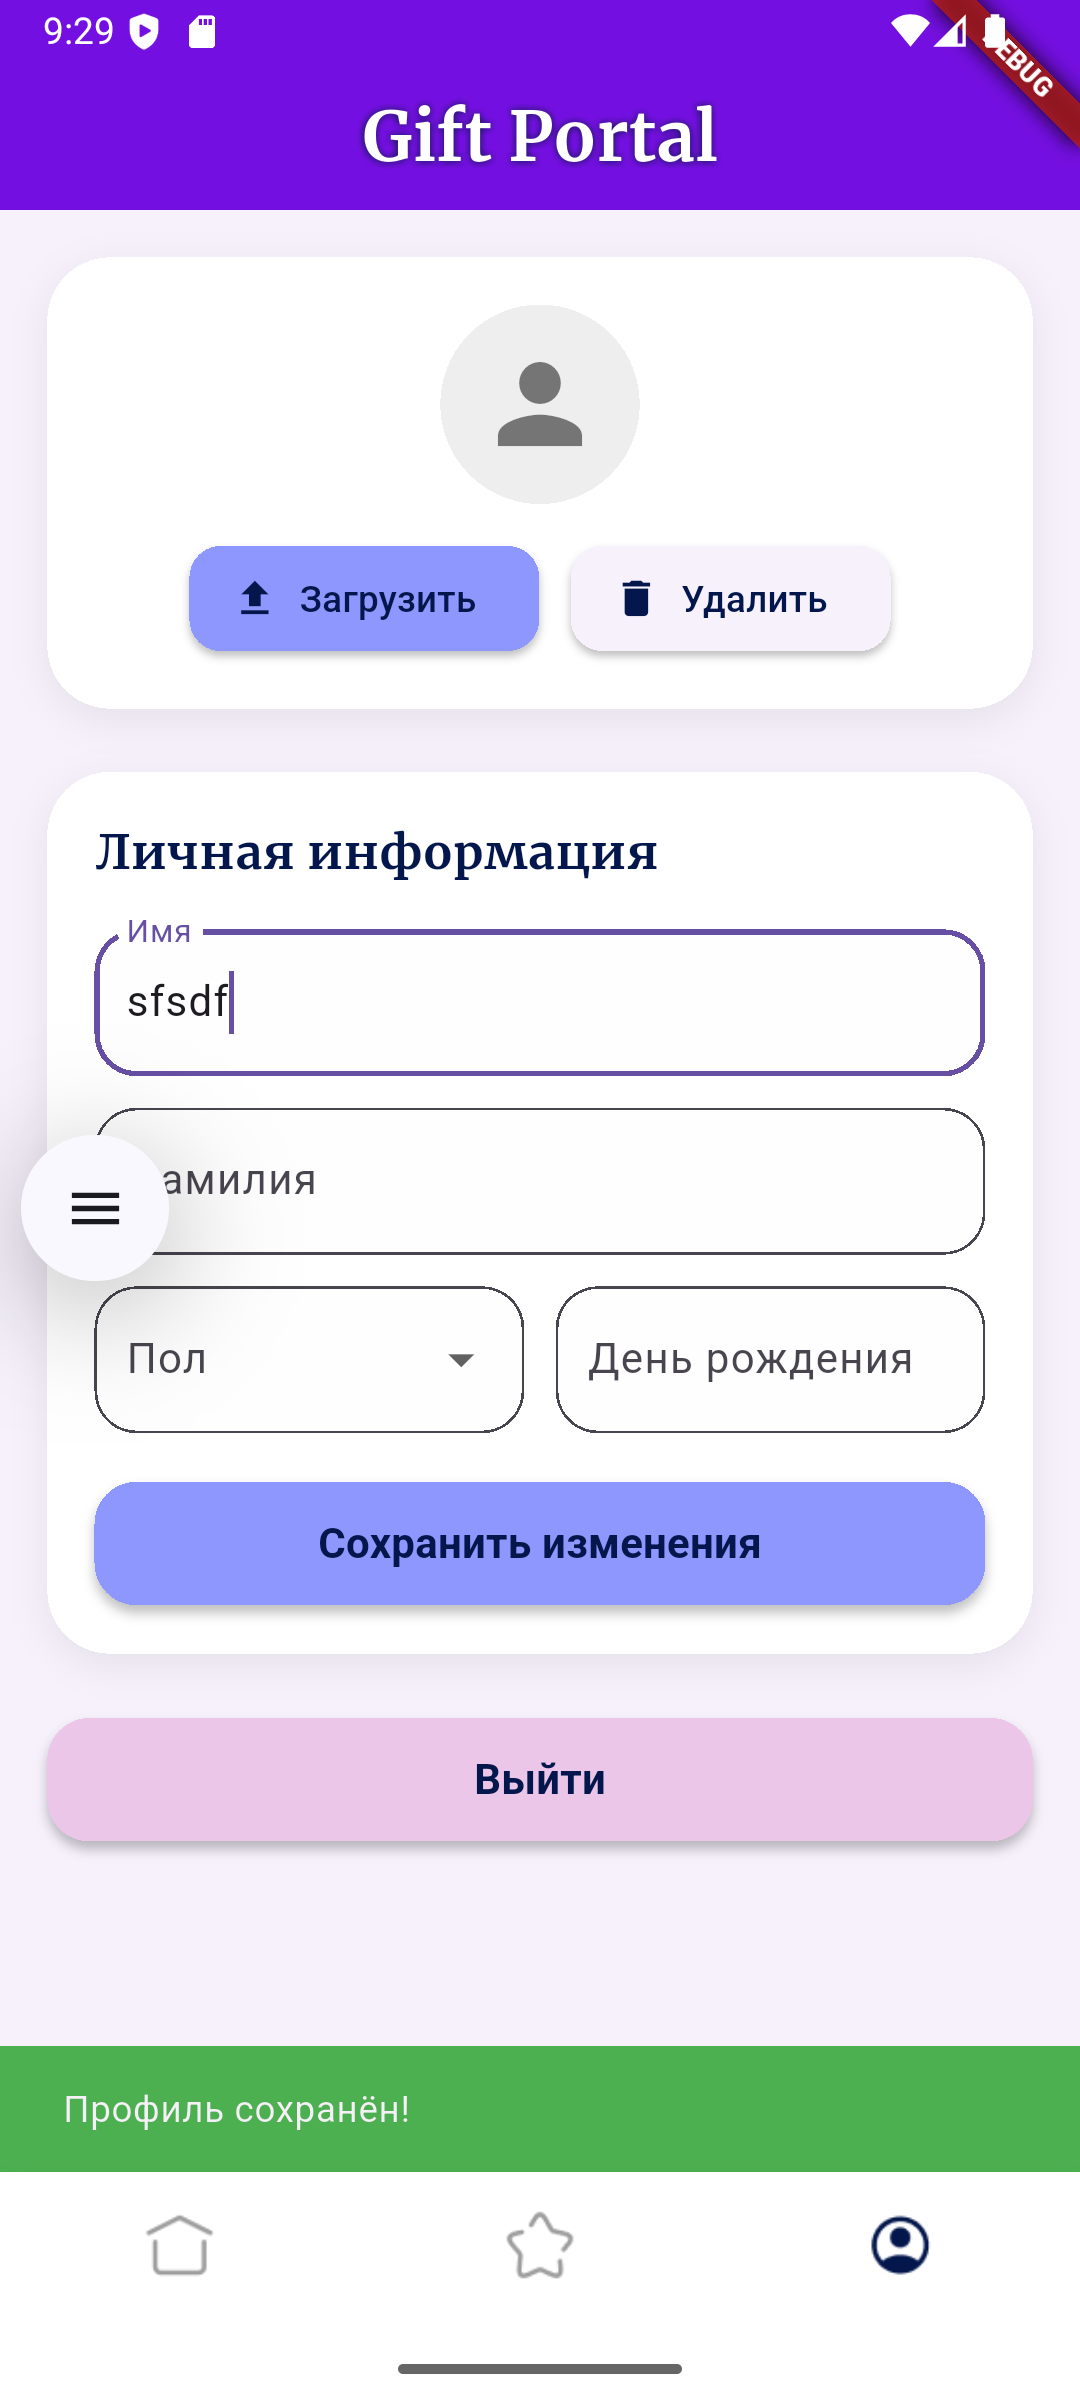 9:29
DEBUG
Gift Portal
Загрузить
Удалить
Личная информация
Имя
sfsdf
амилия
Пол
День рождения
Сохранить изменения
Выйти
Профиль сохранён!